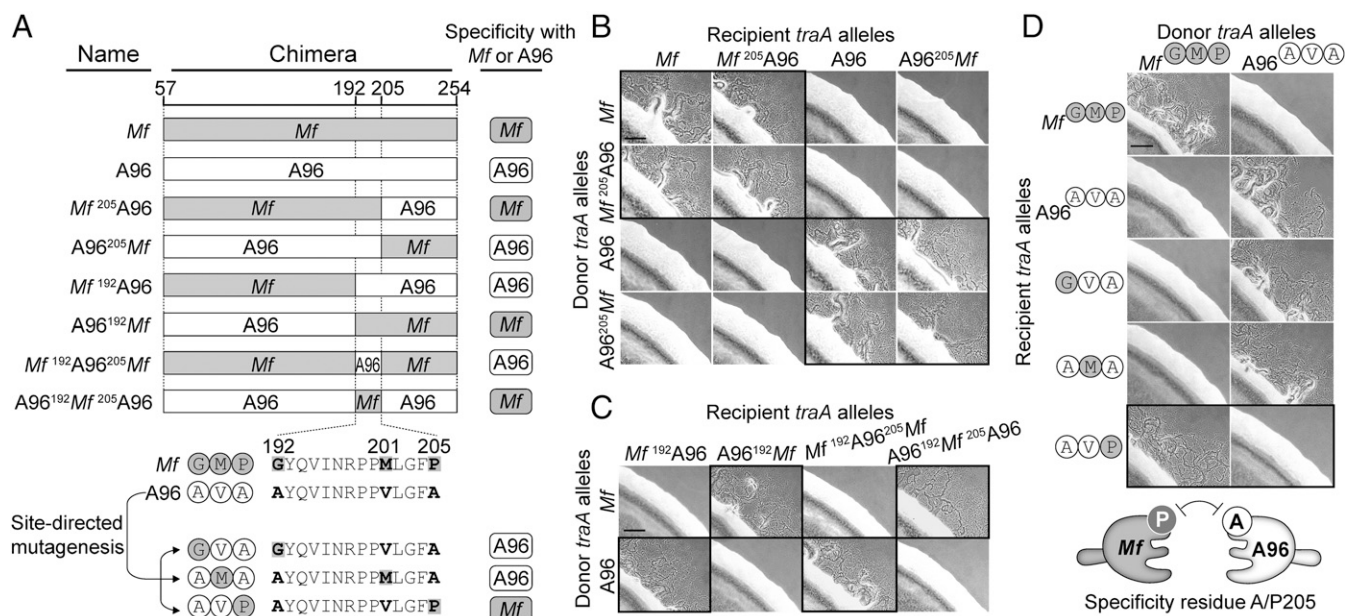 A
Name
Chimera
Specificity with
Mf or A96
57 192 205 254
Mf Mf Mf
A96 A96 A96
Mf ²⁰⁵A96 Mf A96 Mf
A96²⁰⁵Mf A96 Mf A96
Mf ¹⁹²A96 Mf A96 A96
A96¹⁹²Mf A96 Mf Mf
Mf ¹⁹²A96²⁰⁵Mf Mf A96 Mf A96
A96¹⁹²Mf ²⁰⁵A96 A96 Mf A96 Mf
192 201 205
Mf G M P GYQVINRPPMLGFP
A96 A V A AYQVINRPPVLGFA
Site-directed
mutagenesis
G V A GYQVINRPPVLGFA A96
A M A AYQVINRPPMLGFA A96
A V P AYQVINRPPVLGFP Mf
B
Recipient traA alleles
Mf Mf ²⁰⁵A96 A96 A96²⁰⁵Mf
Donor traA alleles
Mf
Mf ²⁰⁵A96
A96
A96²⁰⁵Mf
C
Recipient traA alleles
Mf ¹⁹²A96 A96¹⁹²Mf Mf ¹⁹²A96²⁰⁵Mf A96¹⁹²Mf ²⁰⁵A96
Donor traA alleles
Mf
A96
D
Donor traA alleles
Mf G M P A96 A V A
Recipient traA alleles
Mf G M P
A96 A V A
G V A
A M A
A V P
P A
Mf A96
Specificity residue A/P205